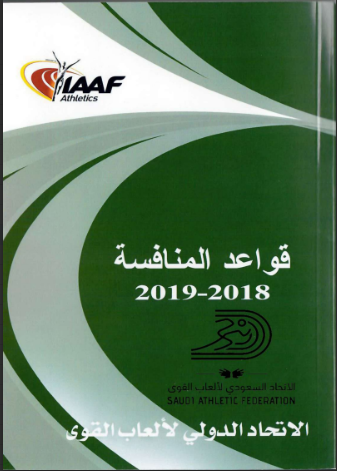 IAAF
Athletics
قواعد المنافسة
2019-2018
الاتحاد السعودي لألعاب القوى
SAUDI ATHLETIC FEDERATION
الاتحاد الدولي لألعاب القوى